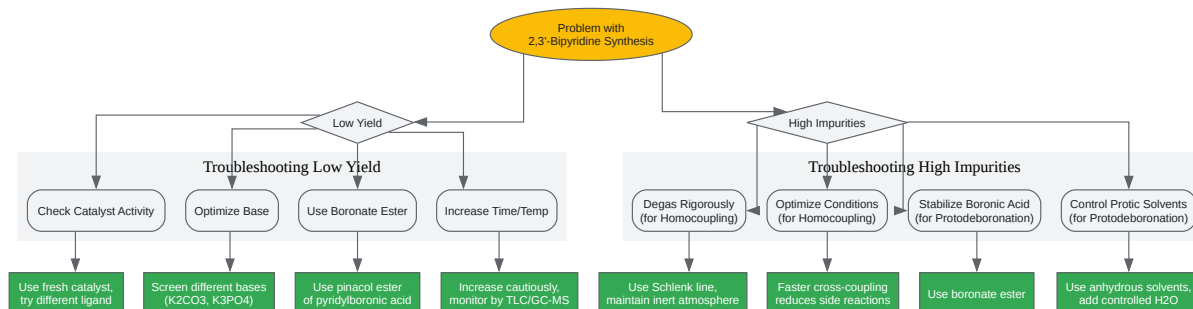 Problem with
2,3'-Bipyridine Synthesis
Low Yield
High Impurities
Troubleshooting Low Yield
Troubleshooting High Impurities
Check Catalyst Activity
Optimize Base
Use Boronate Ester
Increase Time/Temp
Degas Rigorously
(for Homocoupling)
Optimize Conditions
(for Homocoupling)
Stabilize Boronic Acid
(for Protodeboronation)
Control Protic Solvents
(for Protodeboronation)
Use fresh catalyst,
try different ligand
Screen different bases
(K2CO3, K3PO4)
Use pinacol ester
of pyridylboronic acid
Increase cautiously,
monitor by TLC/GC-MS
Use Schlenk line,
maintain inert atmosphere
Faster cross-coupling
reduces side reactions
Use boronate ester
Use anhydrous solvents,
add controlled H2O